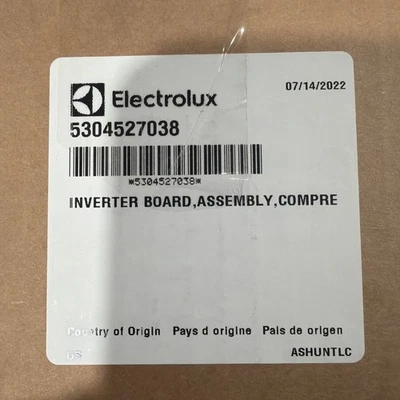 Electrolux 07/14/2022
5304527038
*5304527038*
INVERTER BOARD,ASSEMBLY,COMPRE
Country of Origin Pays d origine Pais de origen
US ASHUNTLC